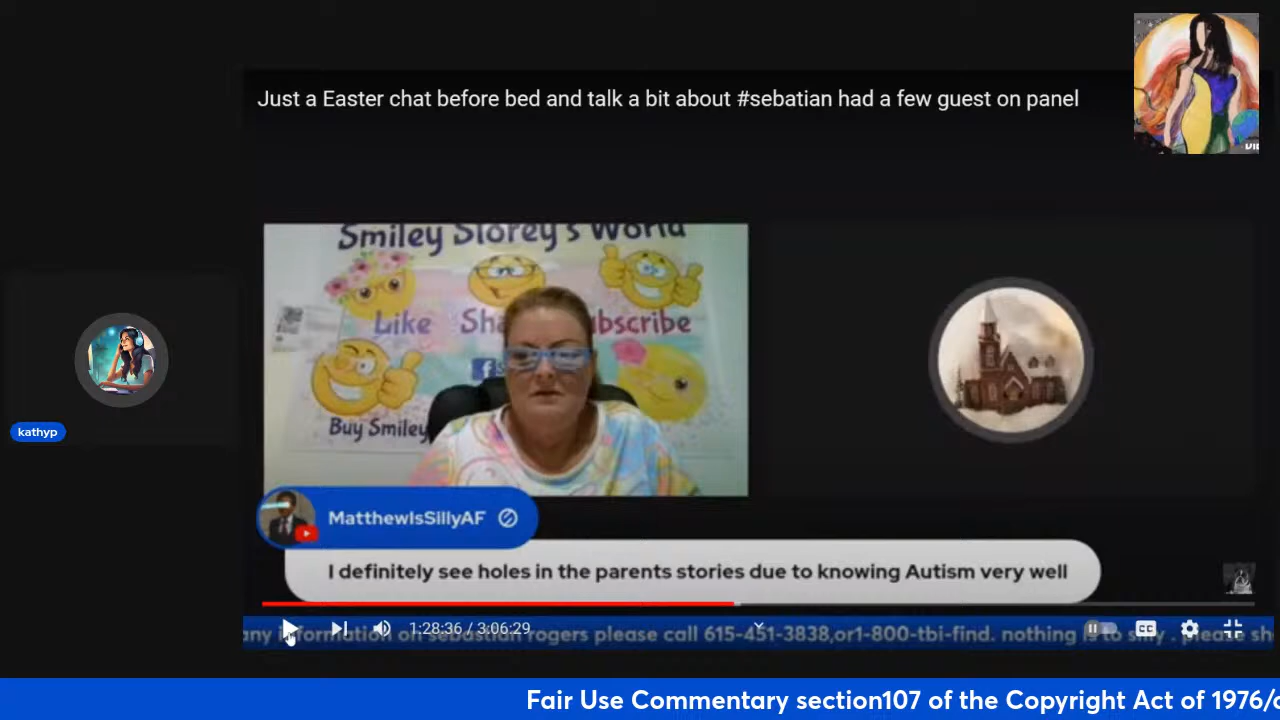 Just a Easter chat before bed and talk a bit about #sebatian had a few guest on panel
Smiley Storey's World
Like Sha bscribe
Buy Smiley
kathyp
MatthewIsSillyAF
I definitely see holes in the parents stories due to knowing Autism very well
1:28:36 / 3:06:29
CC
any information on sebastian rogers please call 615-451-3838,or1-800-tbi-find. nothing is to silly . please sh
Fair Use Commentary section107 of the Copyright Act of 1976/